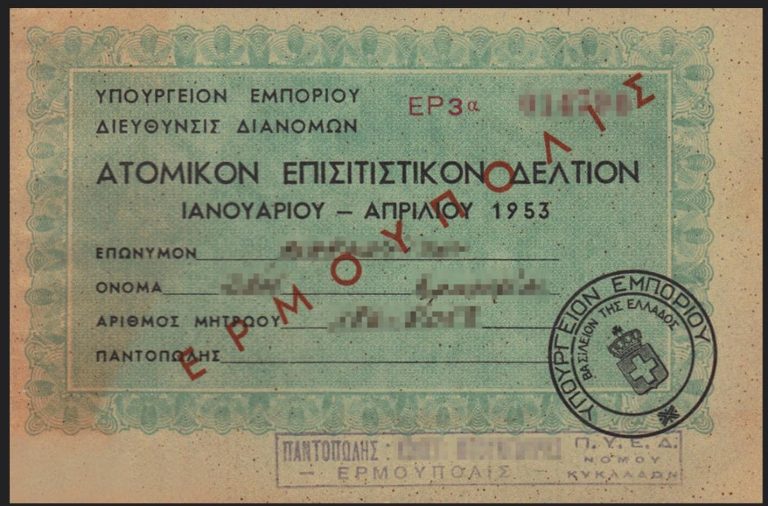 ΥΠΟΥΡΓΕΙΟΝ ΕΜΠΟΡΙΟΥ
ΔΙΕΥΘΥΝΣΙΣ ΔΙΑΝΟΜΩΝ
ΕΡ3α
ΑΤΟΜΙΚΟΝ ΕΠΙΣΙΤΙΣΤΙΚΟΝ ΔΕΛΤΙΟΝ
ΙΑΝΟΥΑΡΙΟΥ – ΑΠΡΙΛΙΟΥ 1953
ΕΠΩΝΥΜΟΝ
ΟΝΟΜΑ
ΑΡΙΘΜΟΣ ΜΗΤΡΩΟΥ
ΠΑΝΤΟΠΩΛΗΣ
ΕΡΜΟΥΠΟΛΙΣ
ΥΠΟΥΡΓΕΙΟΝ ΕΜΠΟΡΙΟΥ
ΒΑΣΙΛΕΙΟΝ ΤΗΣ ΕΛΛΑΔΟΣ
ΠΑΝΤΟΠΩΛΗΣ :
– ΕΡΜΟΥΠΟΛΙΣ –
Π.Υ.Ε.Δ.
ΝΟΜΟΥ
ΚΥΚΛΑΔΩΝ